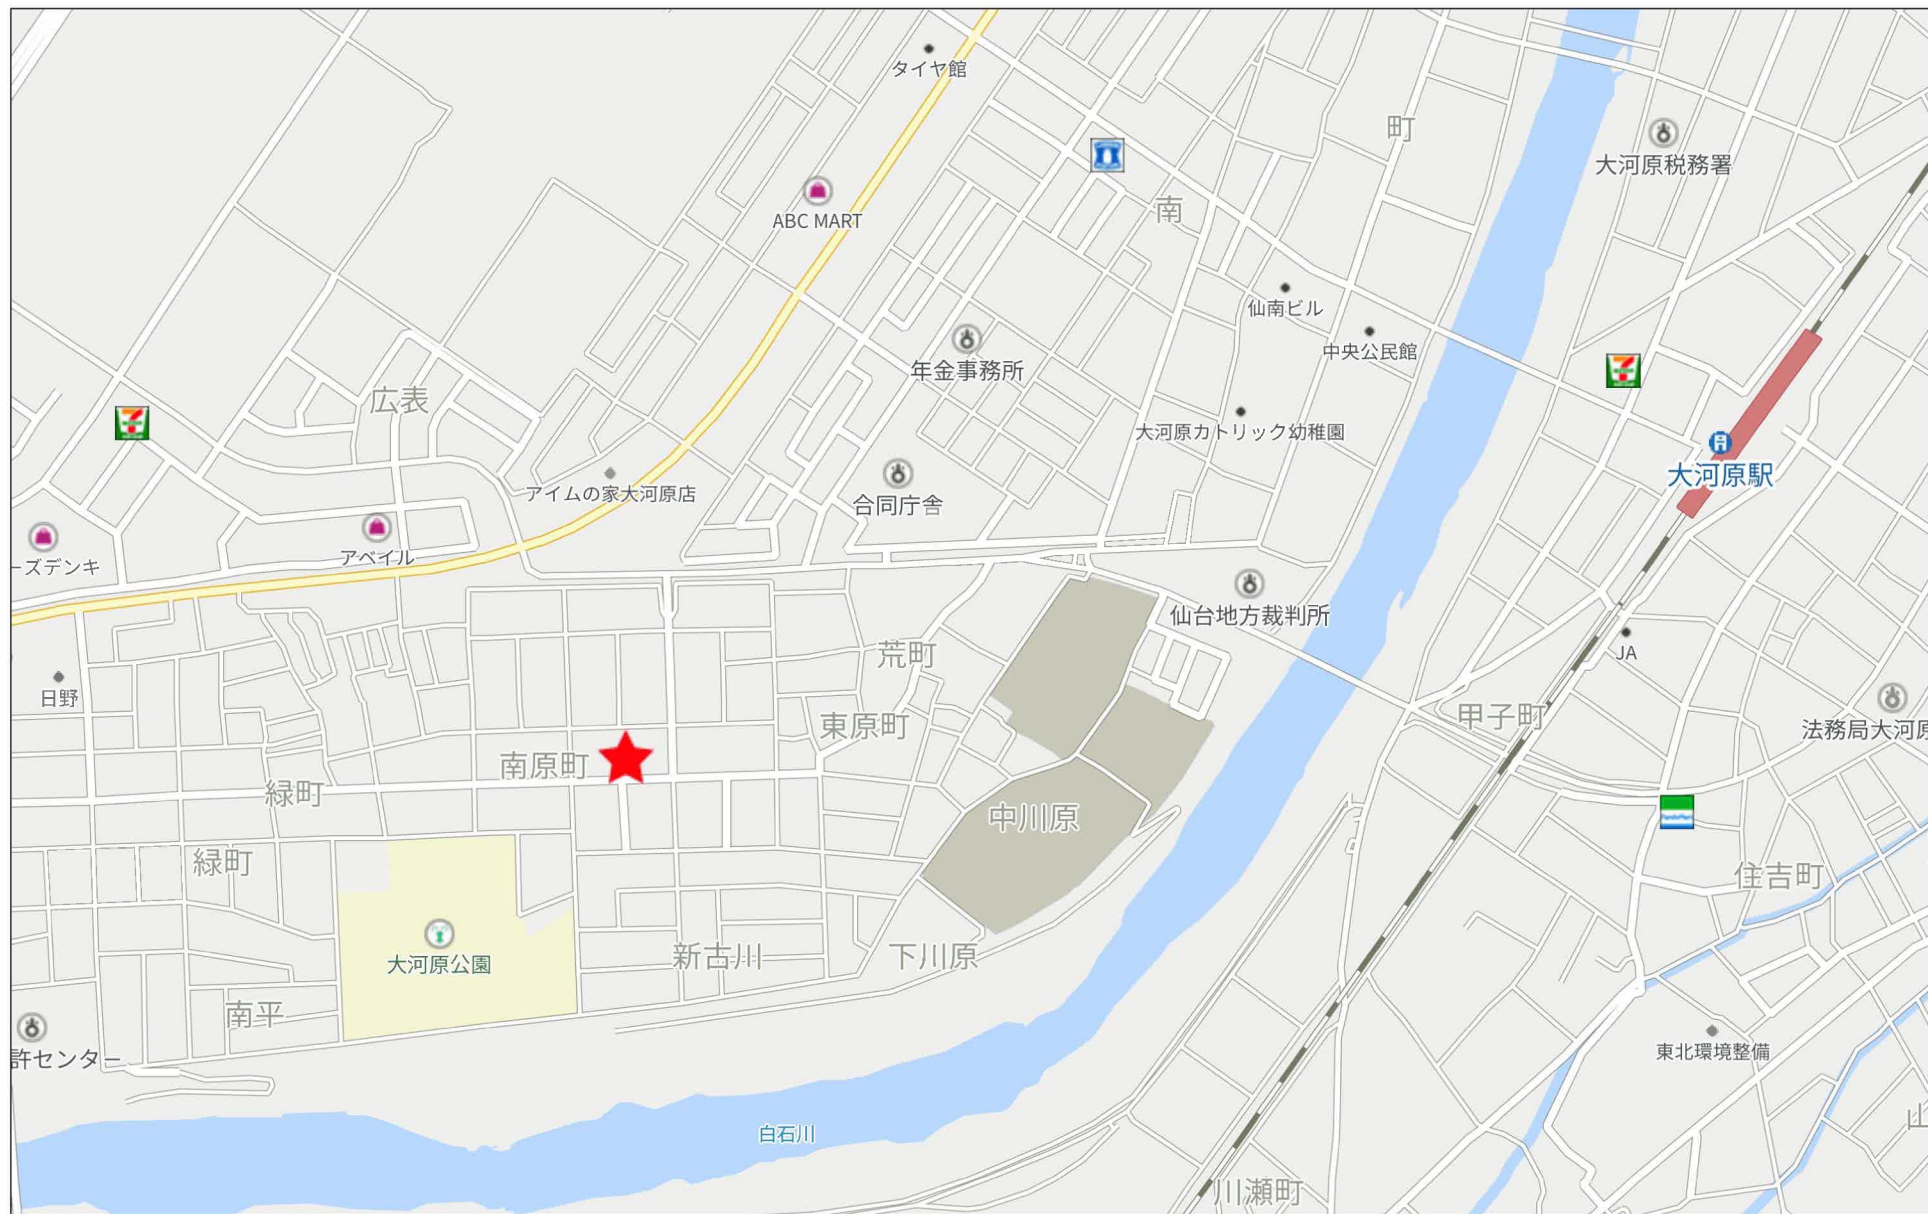 タイヤ館
町
大河原税務署
ABC MART
南
仙南ビル
中央公民館
年金事務所
広表
大河原カトリック幼稚園
大河原駅
アイムの家大河原店
合同庁舎
アベイル
ーズデンキ
仙台地方裁判所
荒町
JA
日野
法務局大河原
東原町
甲子町
南原町
緑町
中川原
FamilyMart
緑町
住吉町
大河原公園
新古川
下川原
南平
許センター
東北環境整備
山
白石川
川瀬町